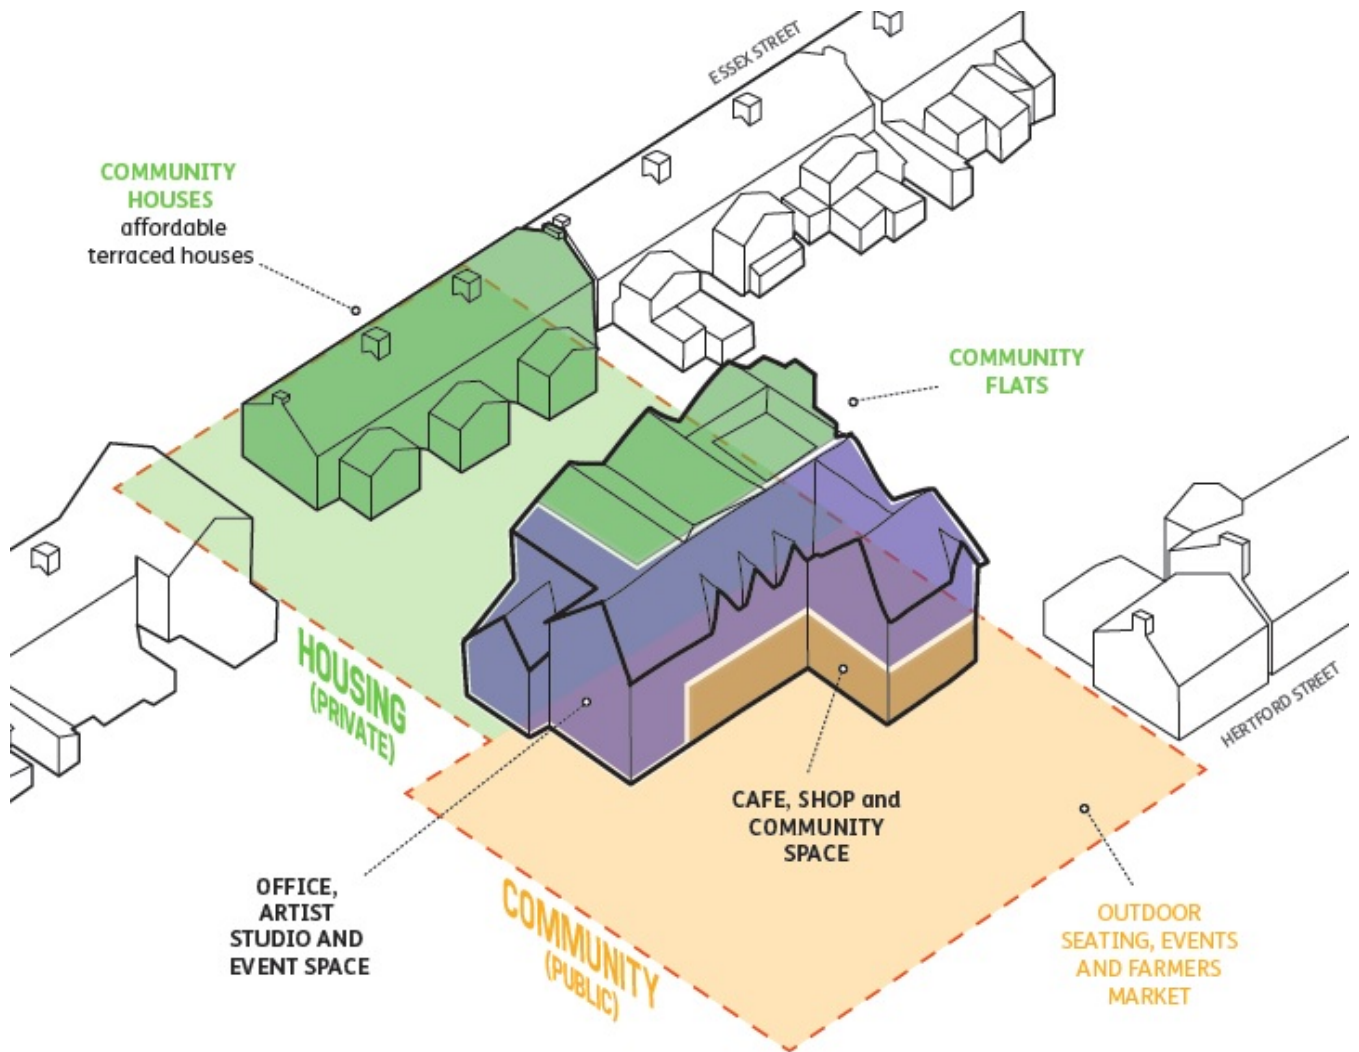 ESSEX STREET
COMMUNITY
HOUSES
affordable
terraced houses
COMMUNITY
FLATS
HOUSING
(PRIVATE)
HERTFORD STREET
CAFE, SHOP and
COMMUNITY
SPACE
OFFICE,
ARTIST
STUDIO AND
EVENT SPACE
COMMUNITY
(PUBLIC)
OUTDOOR
SEATING, EVENTS
AND FARMERS
MARKET